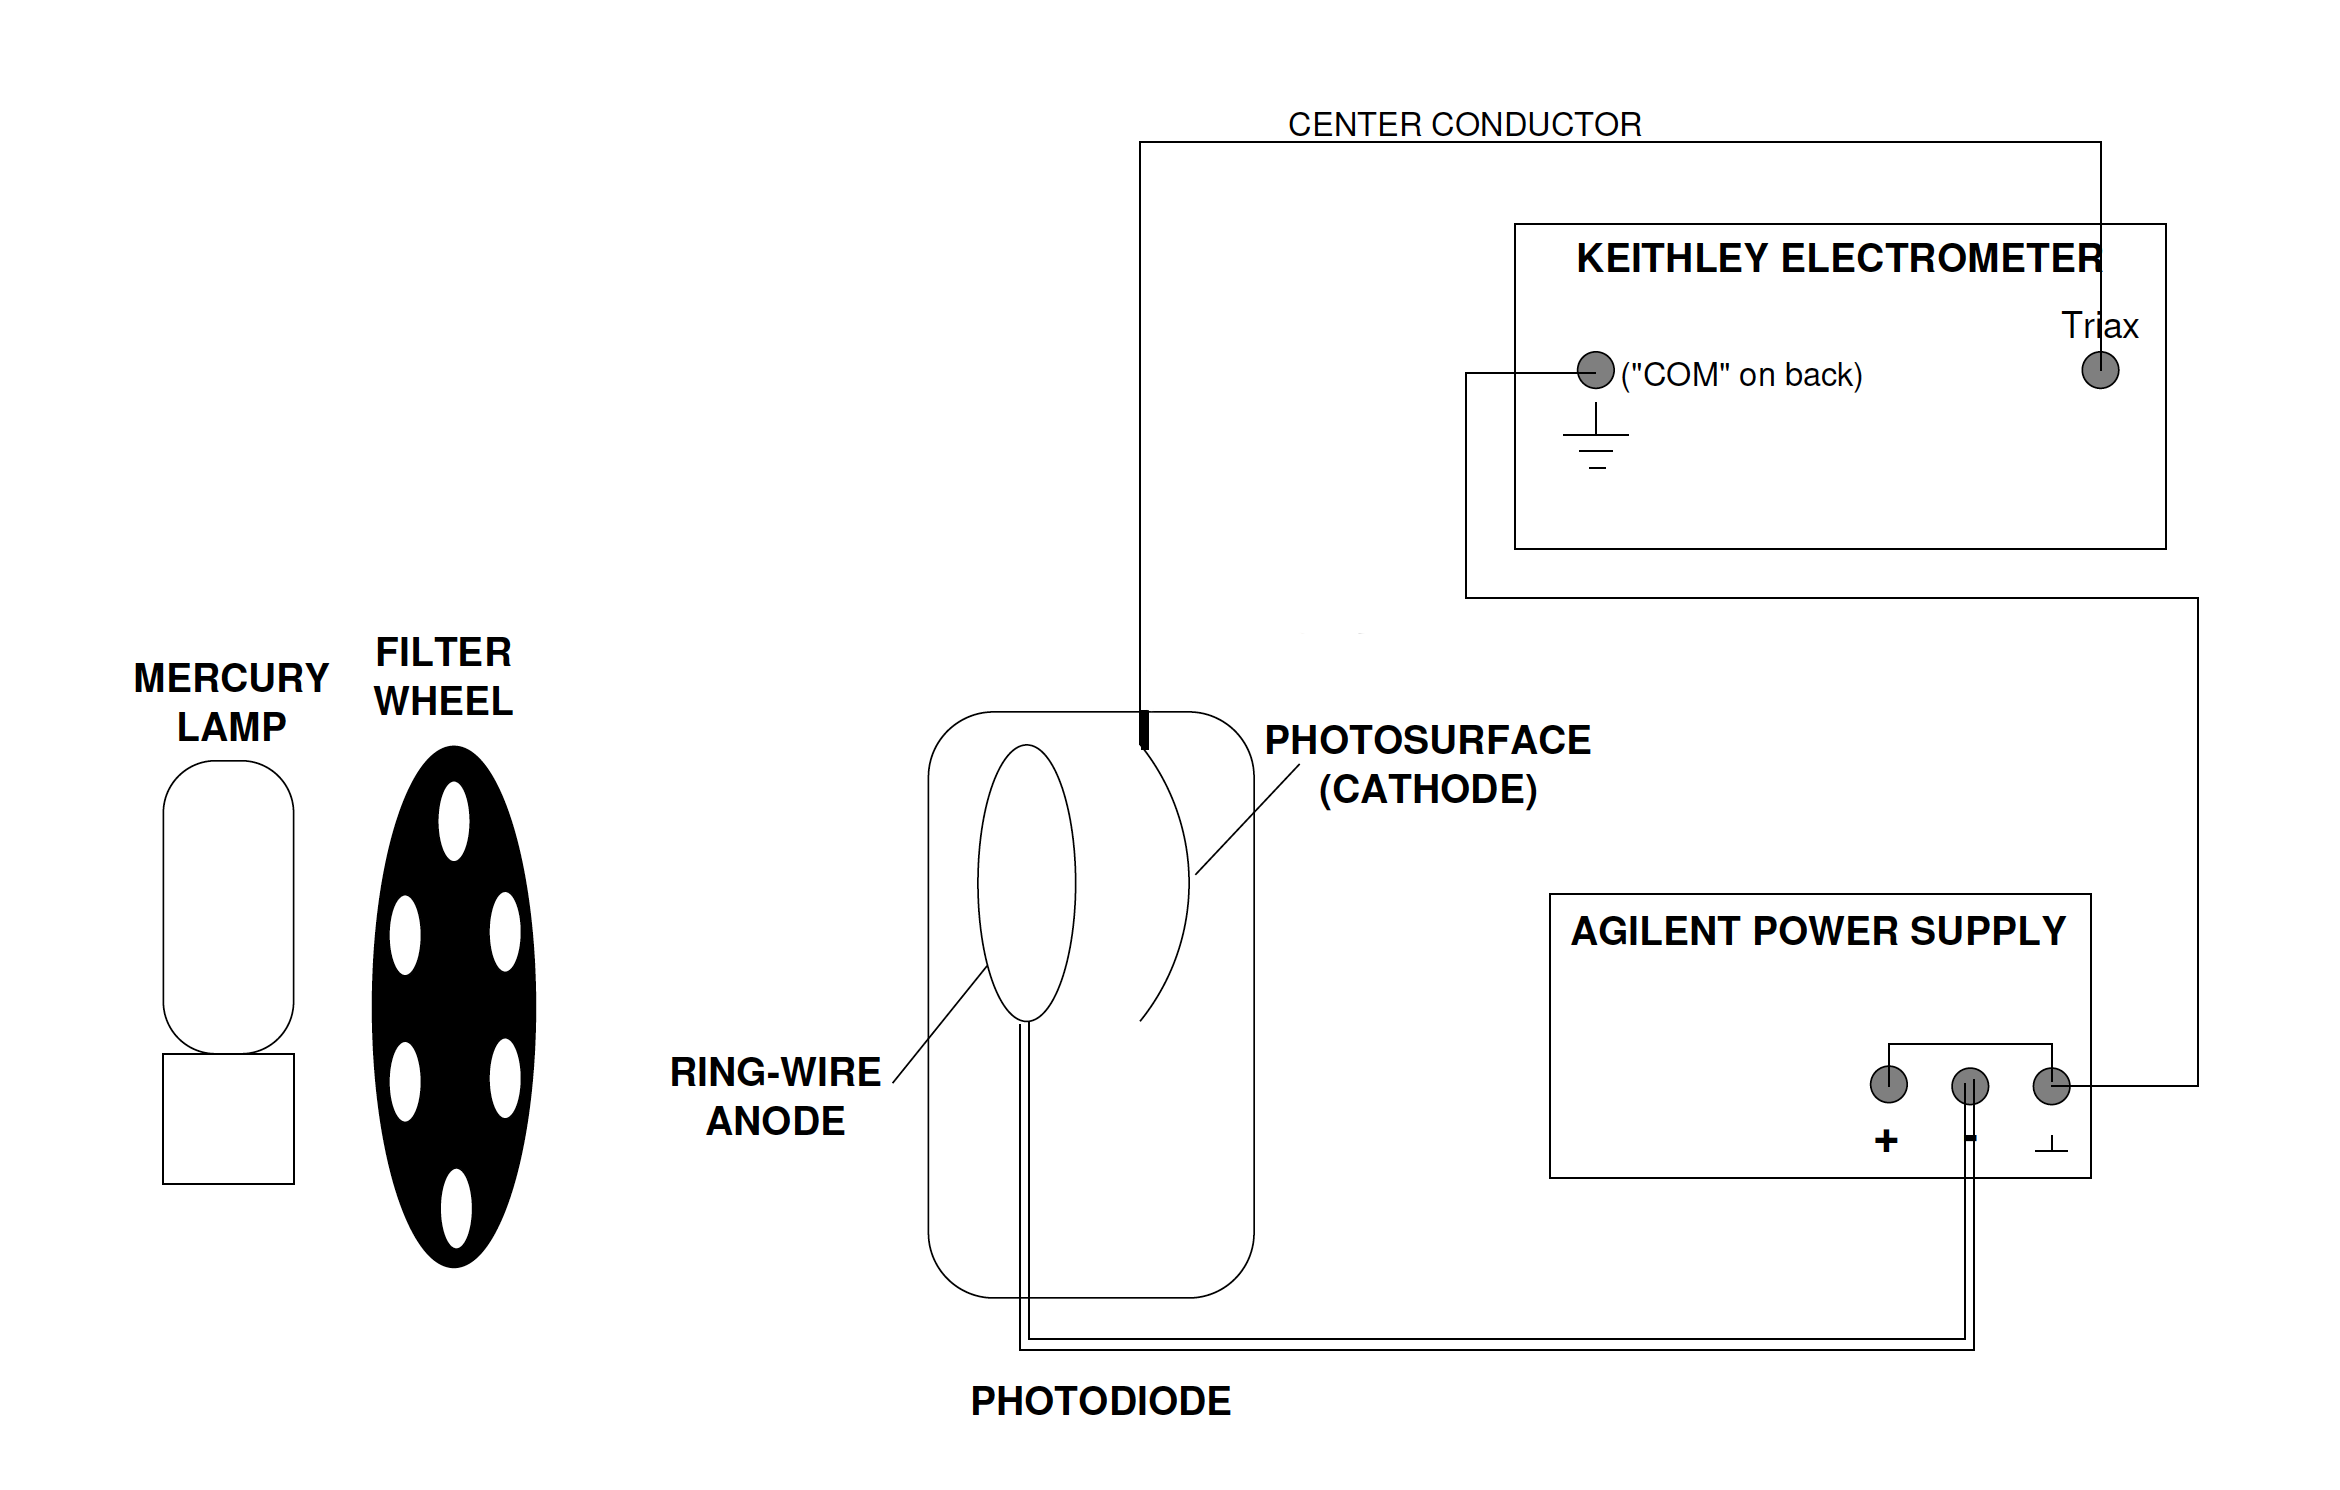 CENTER CONDUCTOR
KEITHLEY ELECTROMETER
Triax
("COM" on back)
MERCURY
LAMP
FILTER
WHEEL
PHOTOSURFACE
(CATHODE)
AGILENT POWER SUPPLY
RING-WIRE
ANODE
+ -
PHOTODIODE